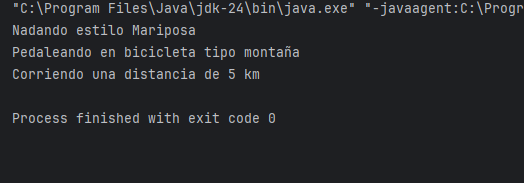 "C:\Program Files\Java\jdk-24\bin\java.exe" "-javaagent:C:\Progr
Nadando estilo Mariposa
Pedaleando en bicicleta tipo montaña
Corriendo una distancia de 5 km
Process finished with exit code 0